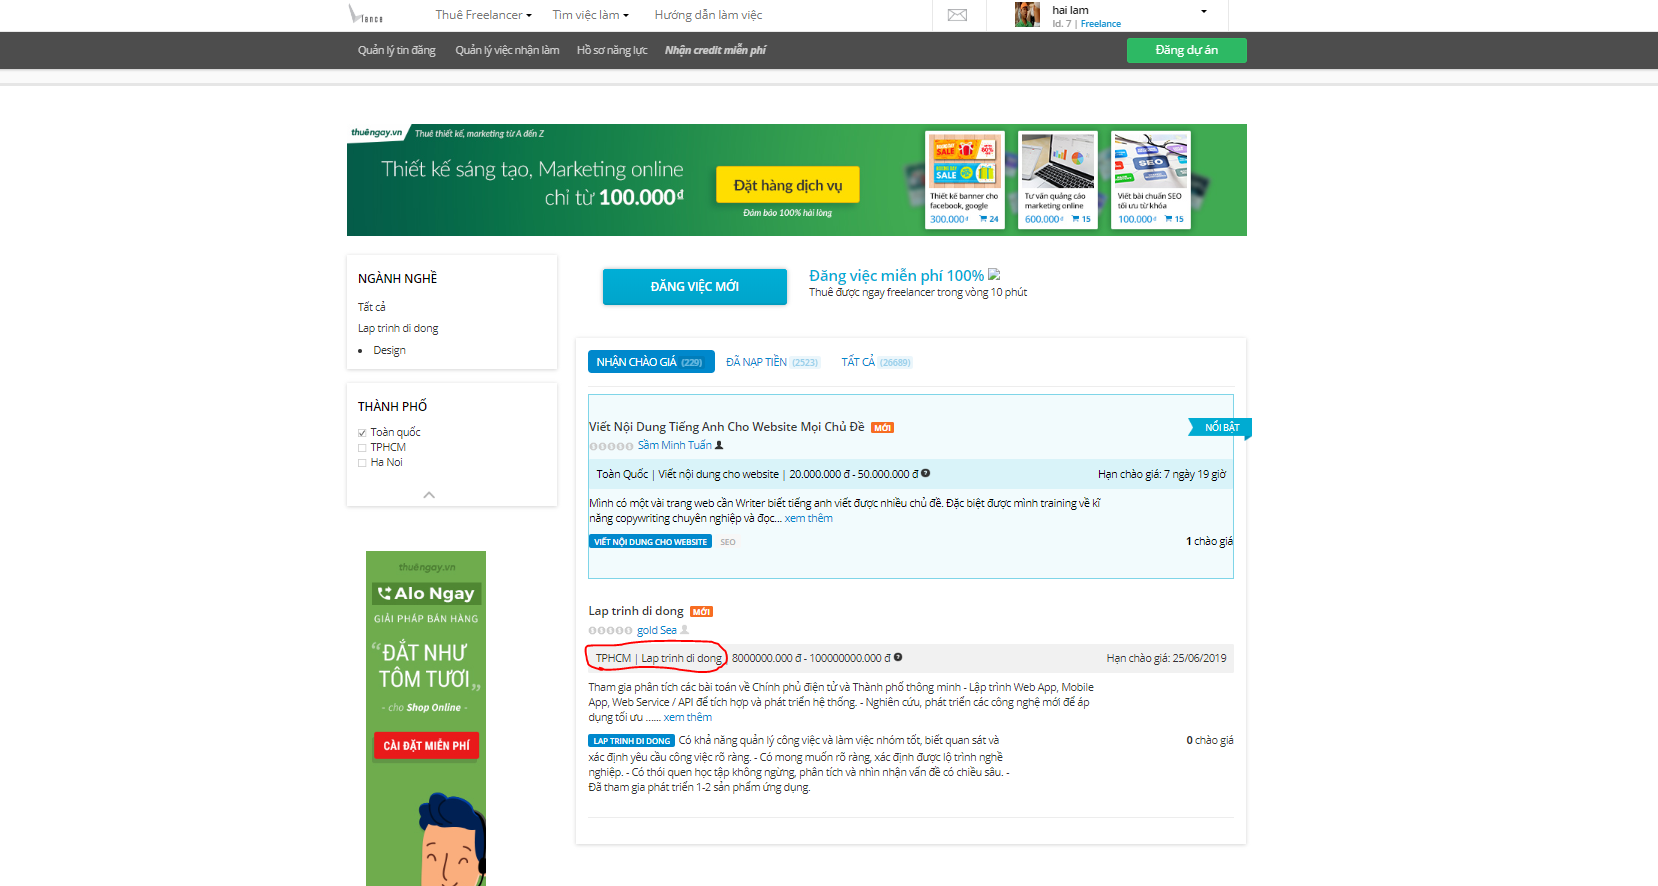 lance
Thuê Freelancer
Tìm việc làm
Hướng dẫn làm việc
hai lam
Id. 7 | Freelance
Quản lý tin đăng
Quản lý việc nhận làm
Hồ sơ năng lực
Nhận credit miễn phí
Đăng dự án
thuêngay.vn
Thuê thiết kế, marketing từ A đến Z
Thiết kế sáng tạo, Marketing online
chỉ từ 100.000đ
Đặt hàng dịch vụ
Đảm bảo 100% hài lòng
Thiết kế banner cho
facebook, google
300.000đ 24
Tư vấn quảng cáo
marketing online
600.000đ 15
SEO
Viết bài chuẩn SEO
tối ưu từ khóa
100.000đ 15
NGÀNH NGHỀ
Tất cả
Lap trinh di dong
Design
THÀNH PHỐ
Toàn quốc
TPHCM
Ha Noi
thuêngay.vn
Alo Ngay
GIẢI PHÁP BÁN HÀNG
“ĐẮT NHƯ
TÔM TƯƠI„
- cho Shop Online -
CÀI ĐẶT MIỄN PHÍ
ĐĂNG VIỆC MỚI
Đăng việc miễn phí 100%
Thuê được ngay freelancer trong vòng 10 phút
NHẬN CHÀO GIÁ (229)
ĐÃ NẠP TIỀN (2523)
TẤT CẢ (26689)
Viết Nội Dung Tiếng Anh Cho Website Mọi Chủ Đề MỚI
NỔI BẬT
Sầm Minh Tuấn
Toàn Quốc | Viết nội dung cho website | 20.000.000 đ - 50.000.000 đ
Hạn chào giá: 7 ngày 19 giờ
Mình có một vài trang web cần Writer biết tiếng anh viết được nhiều chủ đề. Đặc biệt được mình training về kĩ
năng copywriting chuyên nghiệp và đọc... xem thêm
VIẾT NỘI DUNG CHO WEBSITE SEO
1 chào giá
Lap trinh di dong MỚI
gold Sea
TPHCM | Lap trinh di dong | 8000000.000 đ - 100000000.000 đ
Hạn chào giá: 25/06/2019
Tham gia phân tích các bài toán về Chính phủ điện tử và Thành phố thông minh - Lập trình Web App, Mobile
App, Web Service / API để tích hợp và phát triển hệ thống. - Nghiên cứu, phát triển các công nghệ mới để áp
dụng tối ưu ...... xem thêm
LAP TRINH DI DONG Có khả năng quản lý công việc và làm việc nhóm tốt, biết quan sát và
0 chào giá
xác định yêu cầu công việc rõ ràng. - Có mong muốn rõ ràng, xác định được lộ trình nghề
nghiệp. - Có thói quen học tập không ngừng, phân tích và nhìn nhận vấn đề có chiều sâu. -
Đã tham gia phát triển 1-2 sản phẩm ứng dụng.